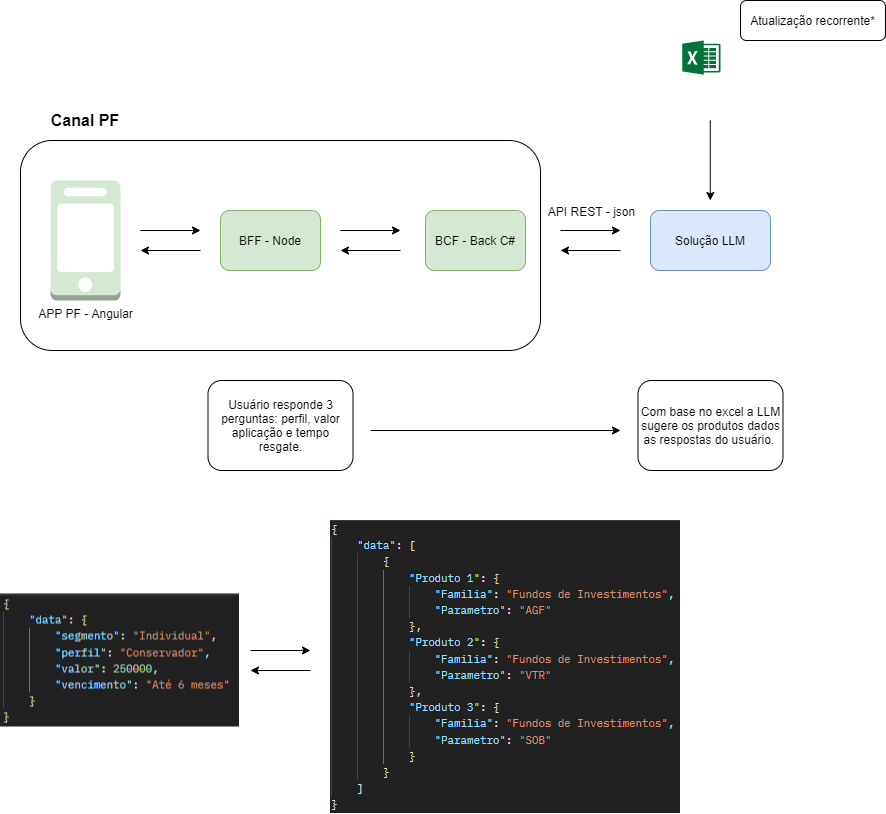 Atualização recorrente*
X
Canal PF
API REST - json
BFF - Node
BCF - Back C#
Solução LLM
APP PF - Angular
Usuário responde 3
perguntas: perfil, valor
aplicação e tempo
resgate.
Com base no excel a LLM
sugere os produtos dados
as respostas do usuário.
{
"data": {
"segmento": "Individual",
"perfil": "Conservador",
"valor": 250000,
"vencimento": "Até 6 meses"
}
}
{
"data": [
{
"Produto 1": {
"Familia": "Fundos de Investimentos",
"Parametro": "AGF"
},
"Produto 2": {
"Familia": "Fundos de Investimentos",
"Parametro": "VTR"
},
"Produto 3": {
"Familia": "Fundos de Investimentos",
"Parametro": "SOB"
}
}
]
}